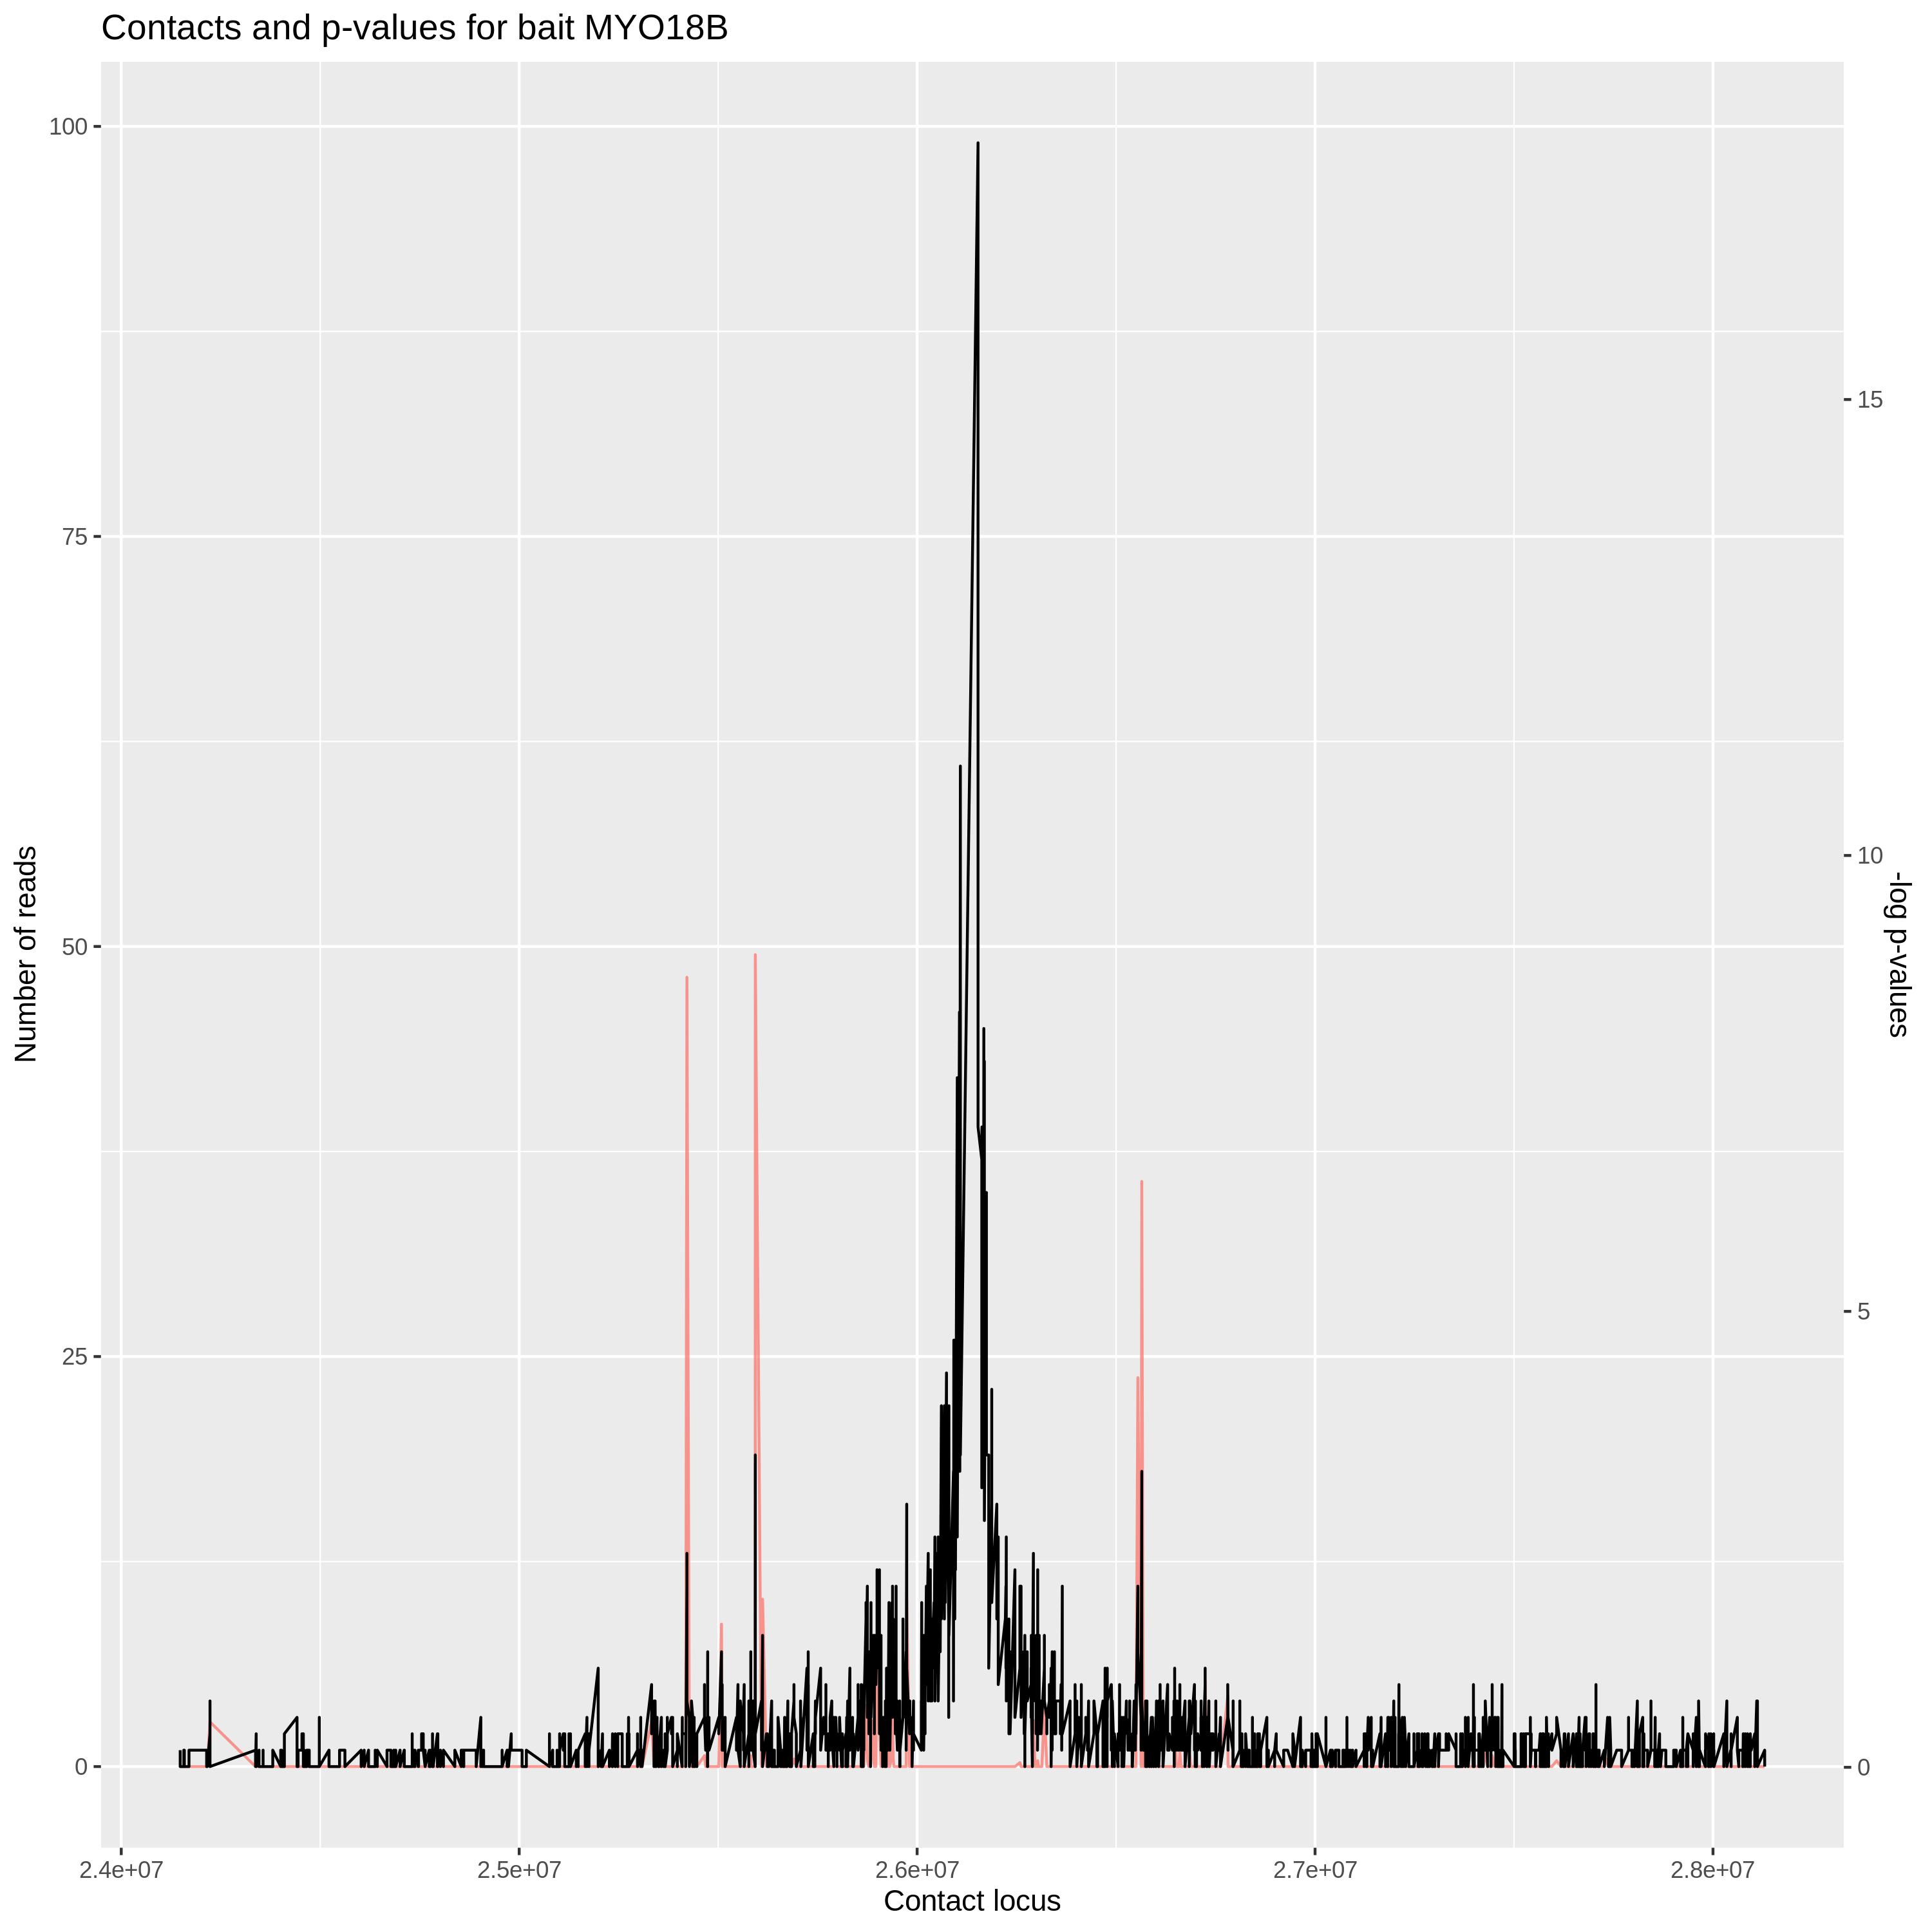 Contacts and p-values for bait MYO18B
100
75
50
25
0
Number of reads
15
10
5
0
-log p-values
2.4e+07 2.5e+07 2.6e+07 2.7e+07 2.8e+07
Contact locus